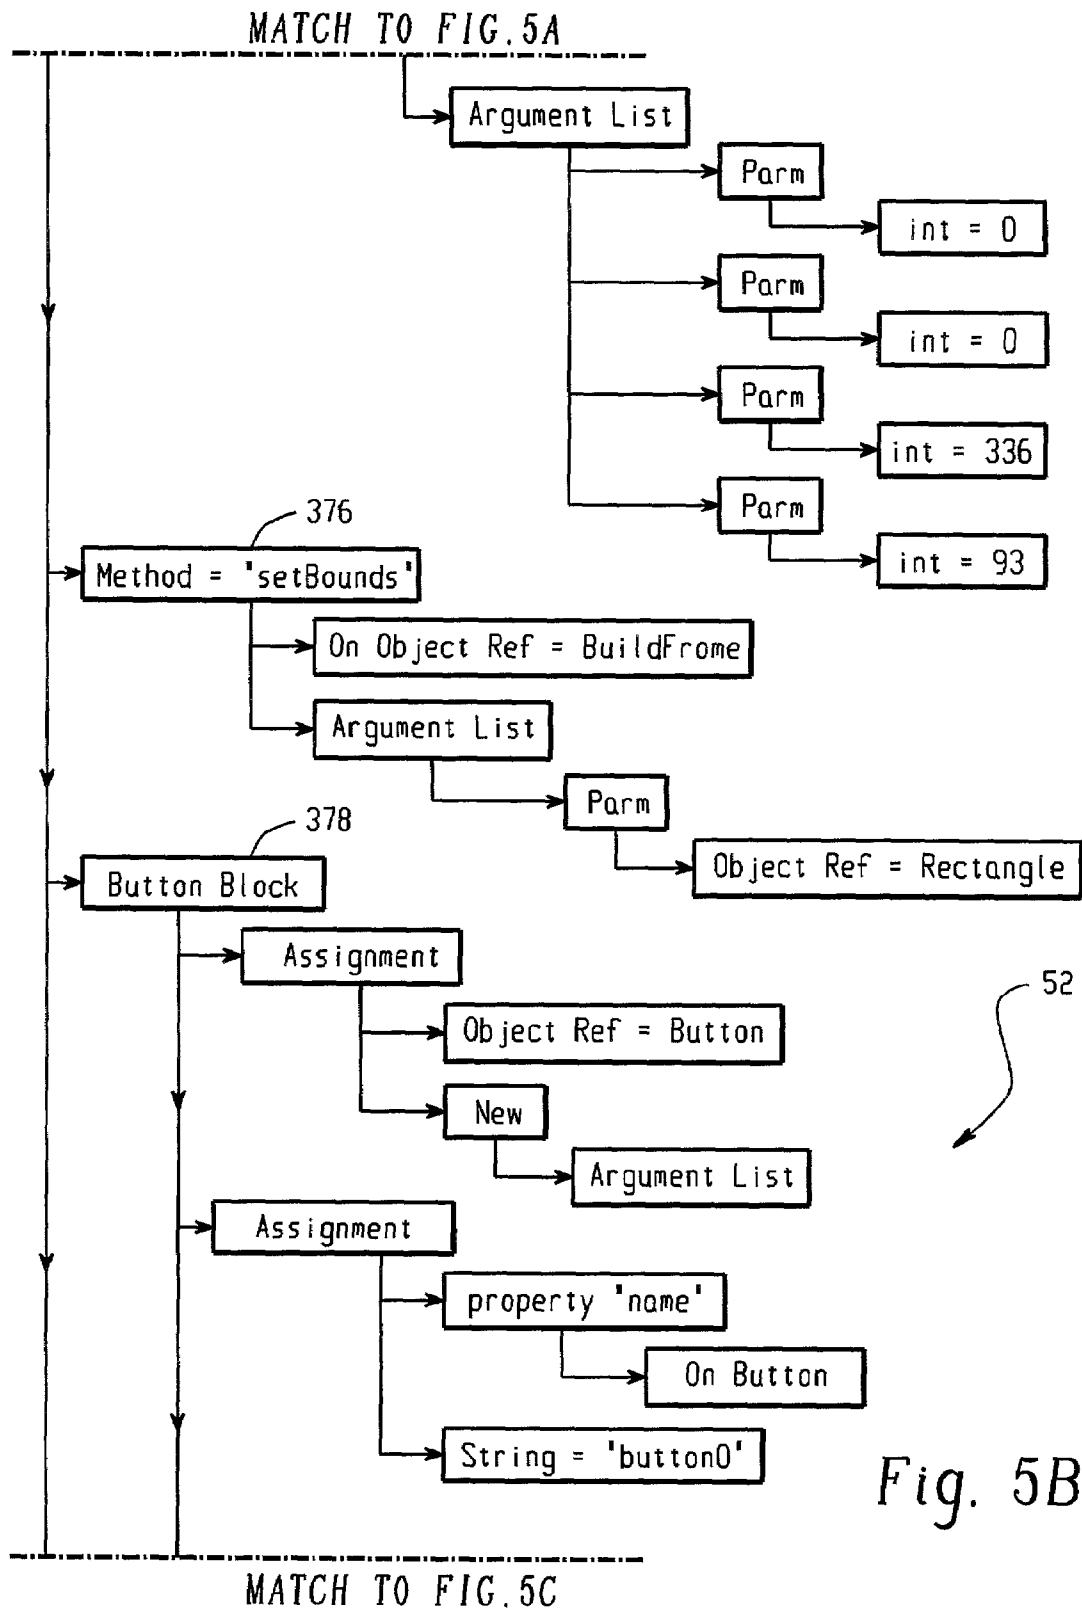 MATCH TO FIG.5A
Argument List
Parm
int = 0
Parm
int = 0
Parm
int = 336
Parm
int = 93
376
Method = 'setBounds'
On Object Ref = BuildFrome
Argument List
Parm
Object Ref = Rectangle
378
Button Block
Assignment
Object Ref = Button
52
New
Argument List
Assignment
property 'name'
On Button
String = 'button0'
Fig. 5B
MATCH TO FIG.5C